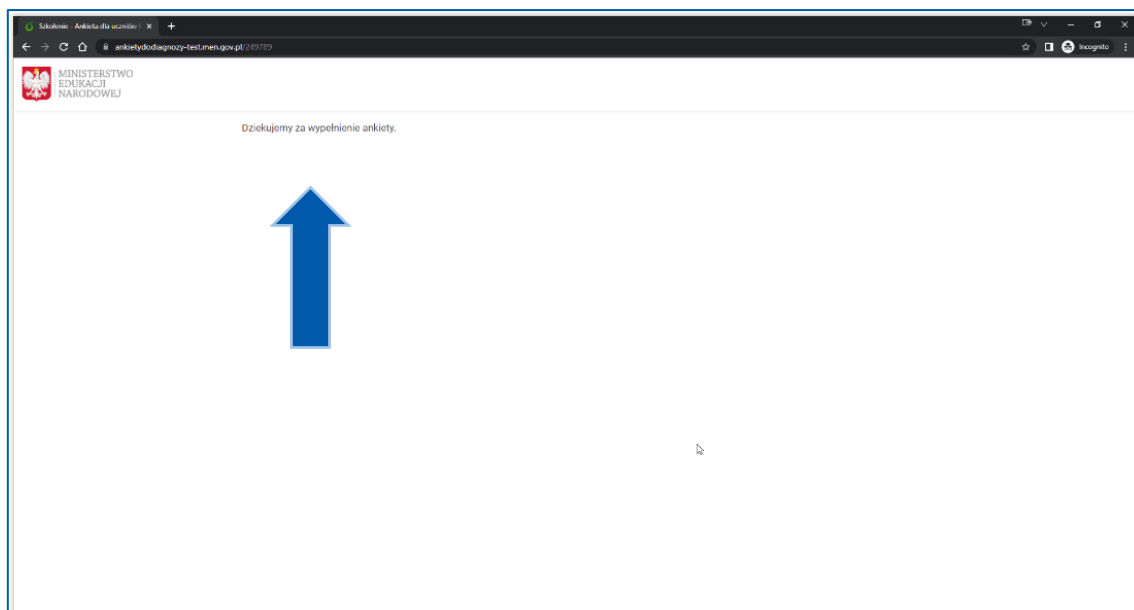 Szkolenie - Ankieta dla uczniów i
ankietydodiagnozy-test.men.gov.pl/249789
Incognito
MINISTERSTWO
EDUKACJI
NARODOWEJ
Dziekujemy za wypełnienie ankiety.